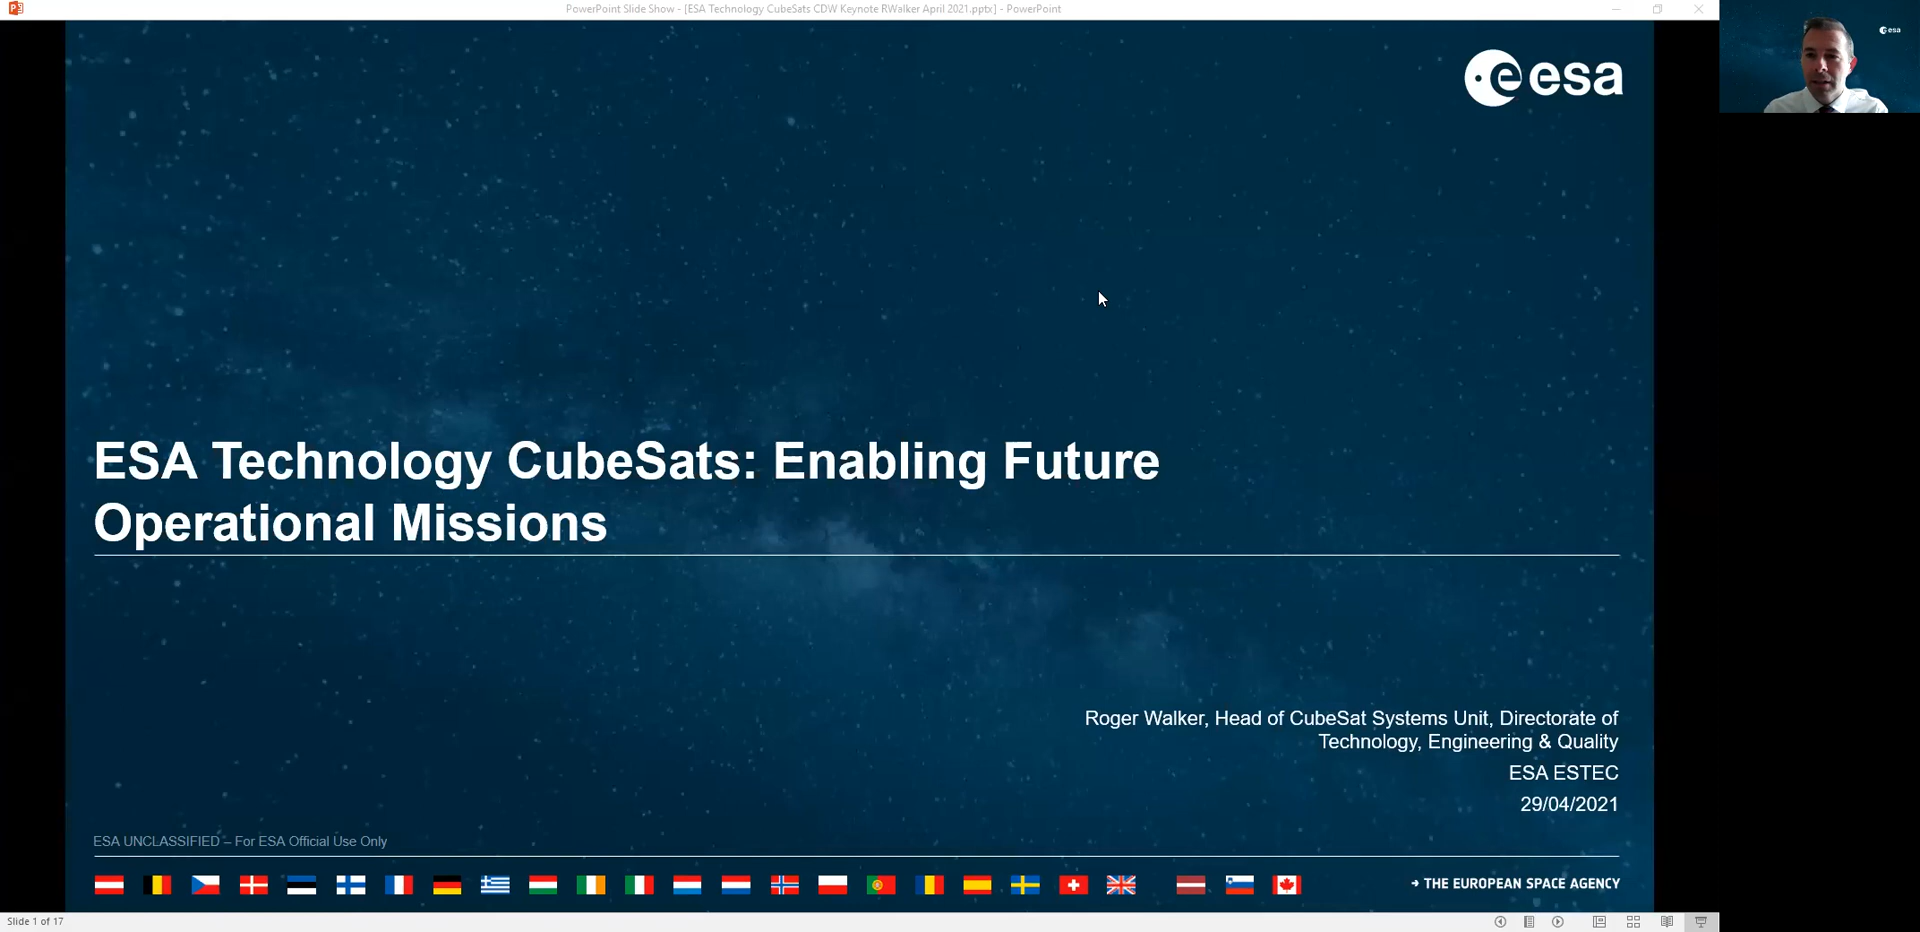 PowerPoint Slide Show - [ESA Technology CubeSats CDW Keynote RWalker April 2021.pptx] - PowerPoint
esa
esa
ESA Technology CubeSats: Enabling Future
Operational Missions
Roger Walker, Head of CubeSat Systems Unit, Directorate of
Technology, Engineering & Quality
ESA ESTEC
29/04/2021
ESA UNCLASSIFIED – For ESA Official Use Only
→ THE EUROPEAN SPACE AGENCY
Slide 1 of 17